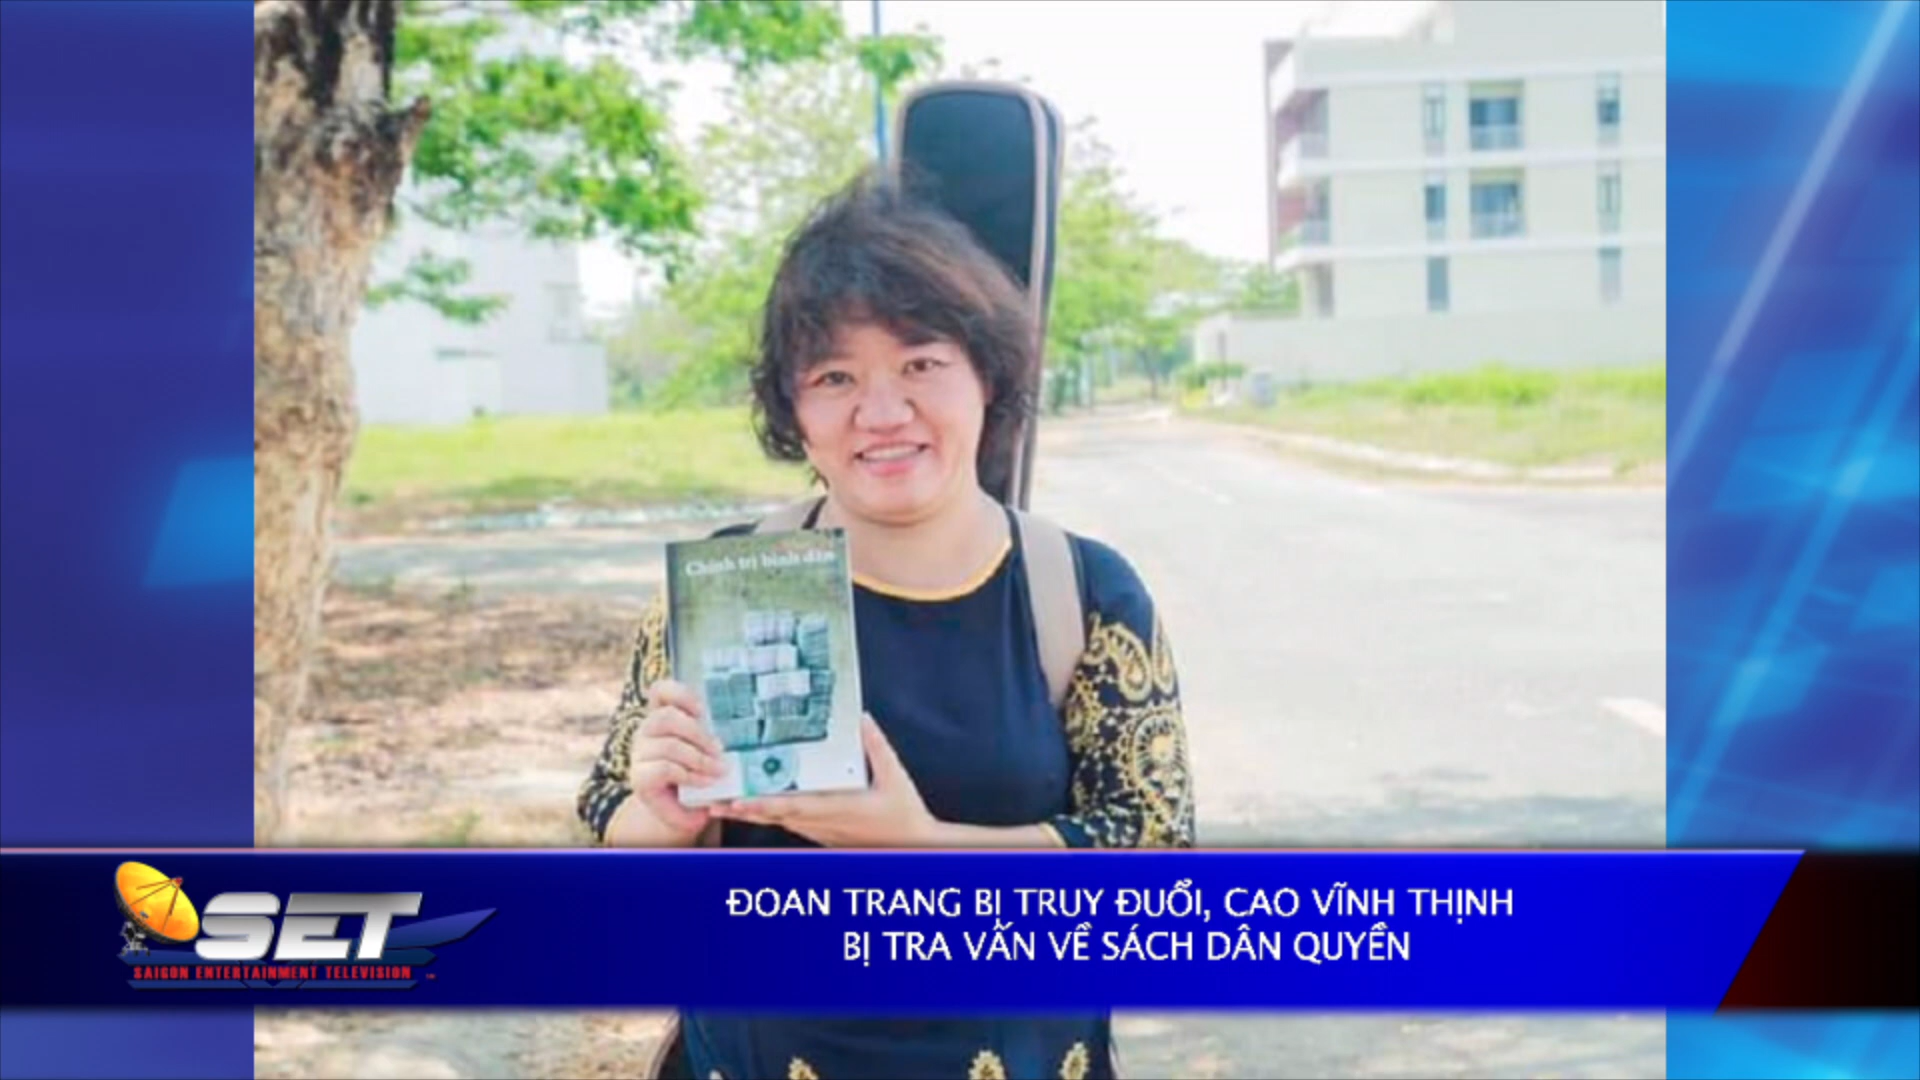 Chính trị bình dân
ĐOAN TRANG BỊ TRUY ĐUỔI, CAO VĨNH THỊNH
BỊ TRA VẤN VỀ SÁCH DÂN QUYỀN
SET
SAIGON ENTERTAINMENT TELEVISION